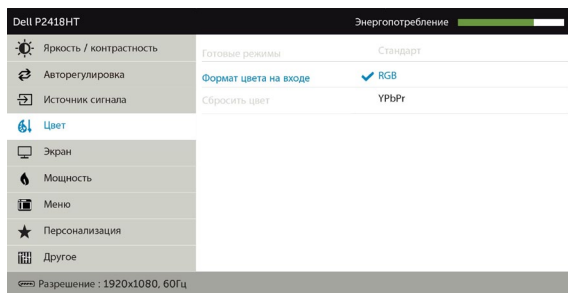 Dell P2418HT Энергопотребление
Яркость / контрастность Готовые режимы Стандарт
Авторегулировка Формат цвета на входе RGB
Источник сигнала Сбросить цвет YPbPr
Цвет
Экран
Мощность
Меню
Персонализация
Другое
Разрешение : 1920x1080, 60Гц